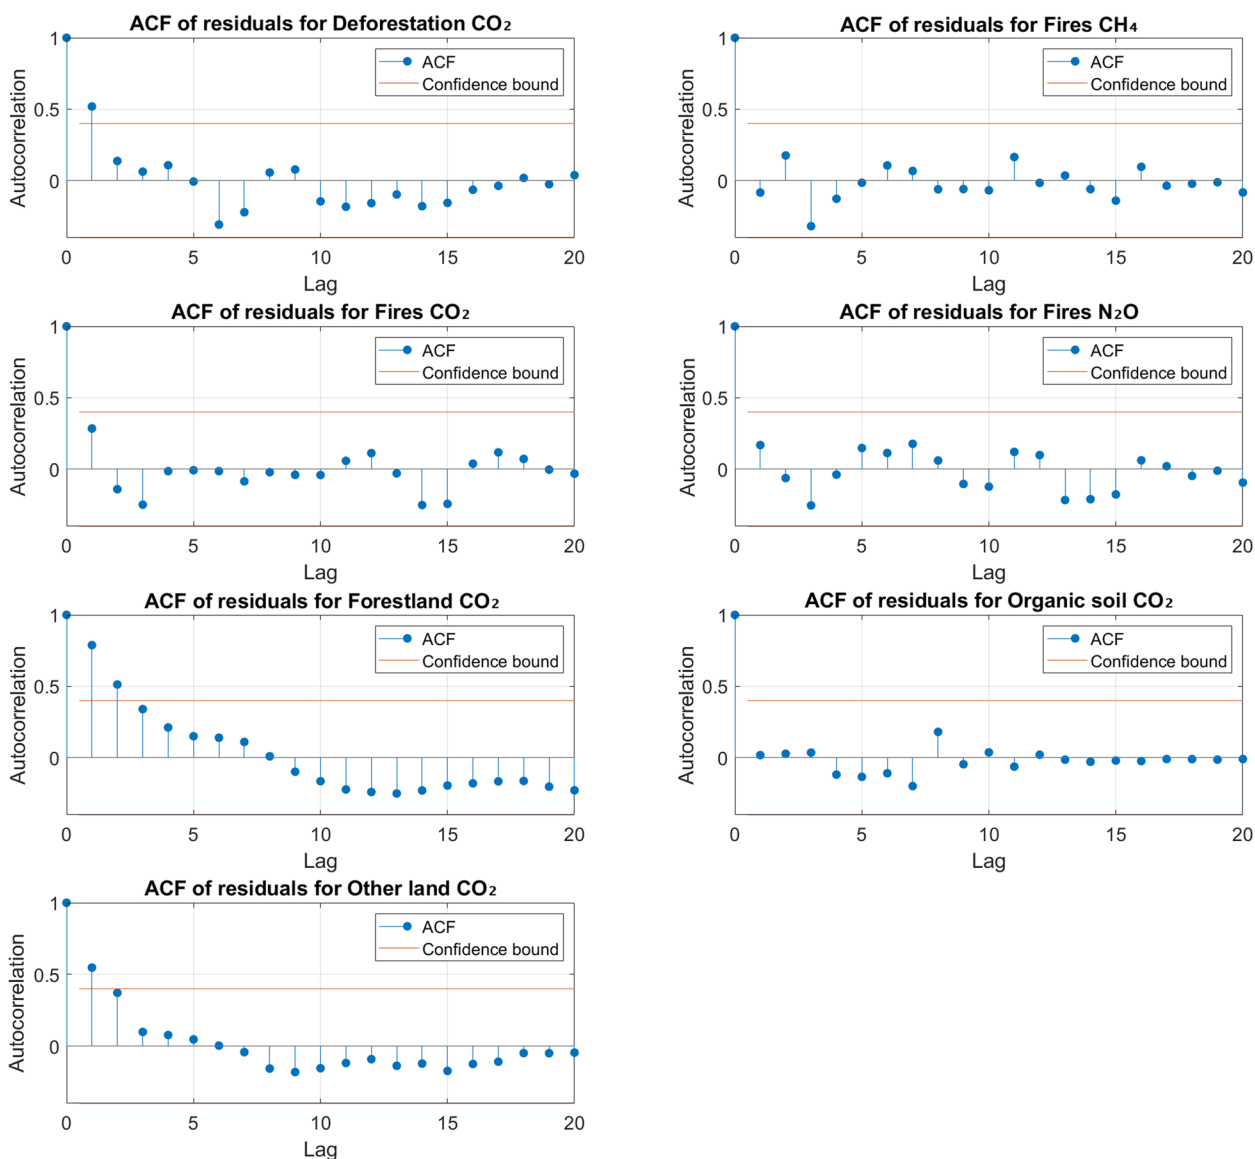 ACF of residuals for Deforestation CO₂
1
0.5
0
Autocorrelation
ACF
Confidence bound
0 5 10 15 20
Lag
ACF of residuals for Fires CH₄
1
0.5
0
Autocorrelation
ACF
Confidence bound
0 5 10 15 20
Lag
ACF of residuals for Fires CO₂
1
0.5
0
Autocorrelation
ACF
Confidence bound
0 5 10 15 20
Lag
ACF of residuals for Fires N₂O
1
0.5
0
Autocorrelation
ACF
Confidence bound
0 5 10 15 20
Lag
ACF of residuals for Forestland CO₂
1
0.5
0
Autocorrelation
ACF
Confidence bound
0 5 10 15 20
Lag
ACF of residuals for Organic soil CO₂
1
0.5
0
Autocorrelation
ACF
Confidence bound
0 5 10 15 20
Lag
ACF of residuals for Other land CO₂
1
0.5
0
Autocorrelation
ACF
Confidence bound
0 5 10 15 20
Lag